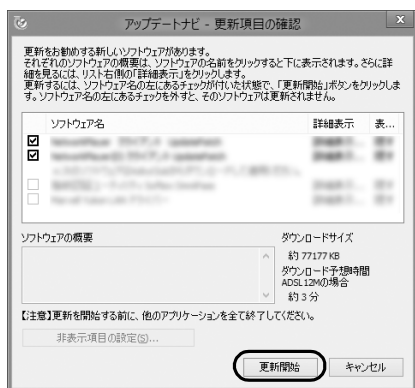 アップデートナビ - 更新項目の確認
x
更新をお勧めする新しいソフトウェアがあります。
それぞれのソフトウェアの概要は、ソフトウェアの名前をクリックすると下に表示されます。さらに詳
細を見るには、リスト右側の「詳細表示」をクリックします。
更新するには、ソフトウェア名の左にあるチェックが付いた状態で、「更新開始」ボタンをクリックしま
す。ソフトウェア名の左にあるチェックを外すと、そのソフトウェアは更新されません。
ソフトウェア名 詳細表示 表...
ソフトウェアの概要
ダウンロードサイズ
約 77177 KB
ダウンロード予想時間
ADSL 12Mの場合
約 3 分
【注意】更新を開始する前に、他のアプリケーションを全て終了してください。
非表示項目の設定(S)...
更新開始 キャンセル